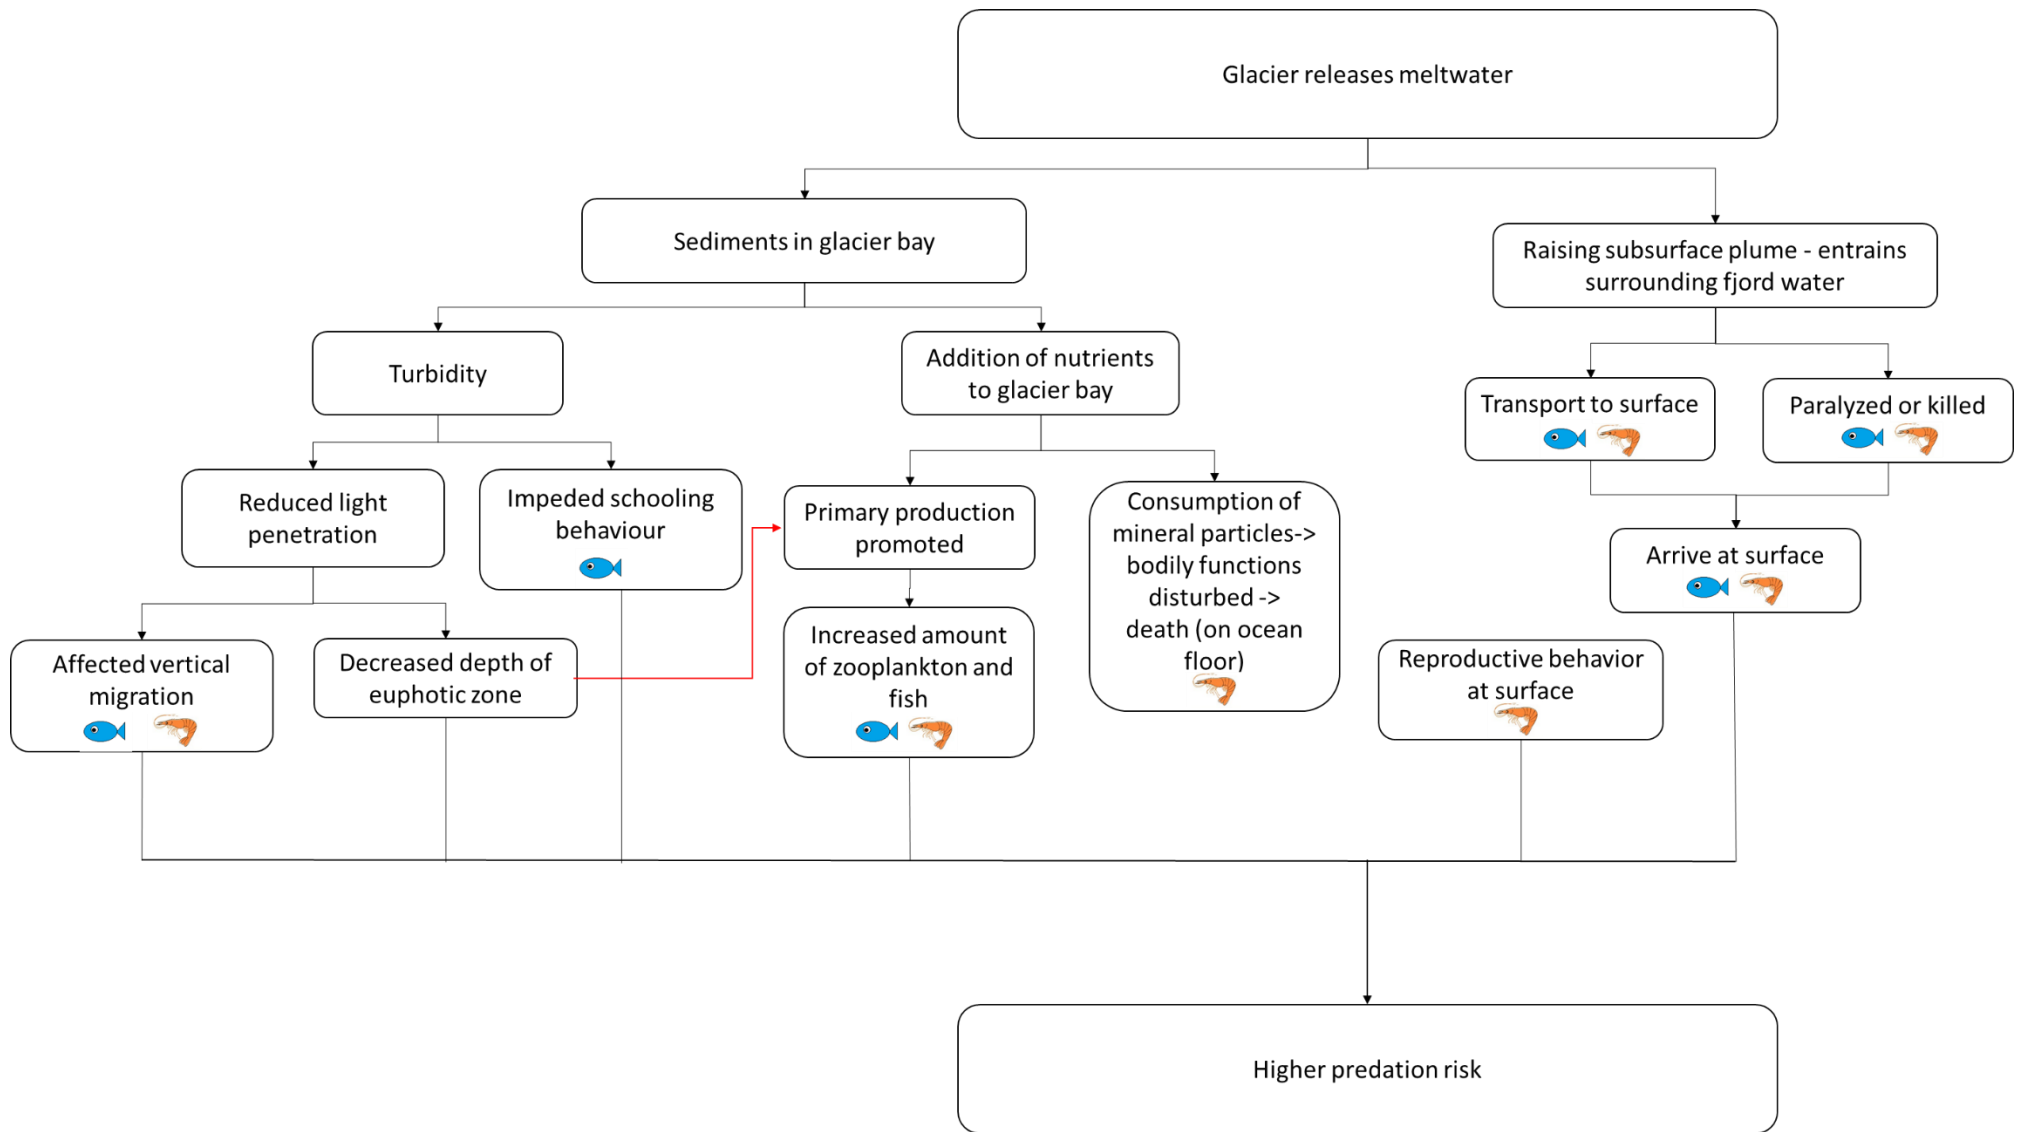 Glacier releases meltwater
Sediments in glacier bay
Raising subsurface plume - entrains
surrounding fjord water
Turbidity
Addition of nutrients
to glacier bay
Transport to surface
Paralyzed or killed
Reduced light
penetration
Impeded schooling
behaviour
Primary production
promoted
Consumption of
mineral particles->
bodily functions
disturbed ->
death (on ocean
floor)
Arrive at surface
Affected vertical
migration
Decreased depth of
euphotic zone
Increased amount
of zooplankton and
fish
Reproductive behavior
at surface
Higher predation risk